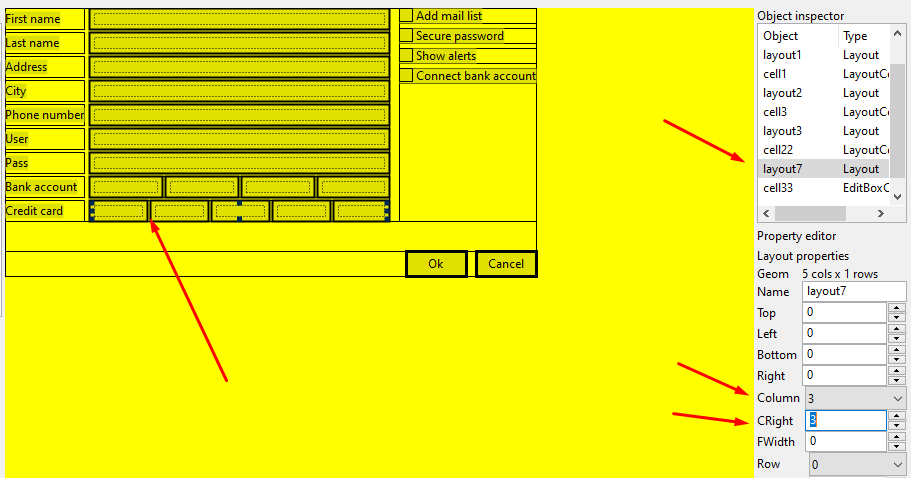 First name
Last name
Address
City
Phone number
User
Pass
Bank account
Credit card
Add mail list
Secure password
Show alerts
Connect bank account
Ok Cancel
Object inspector
Object Type
layout1 Layout
cell1 LayoutCe
layout2 Layout
cell3 LayoutCe
layout3 Layout
cell22 LayoutCe
layout7 Layout
cell33 EditBoxC
Property editor
Layout properties
Geom 5 cols x 1 rows
Name layout7
Top 0
Left 0
Bottom 0
Right 0
Column 3
CRight 3
FWidth 0
Row 0